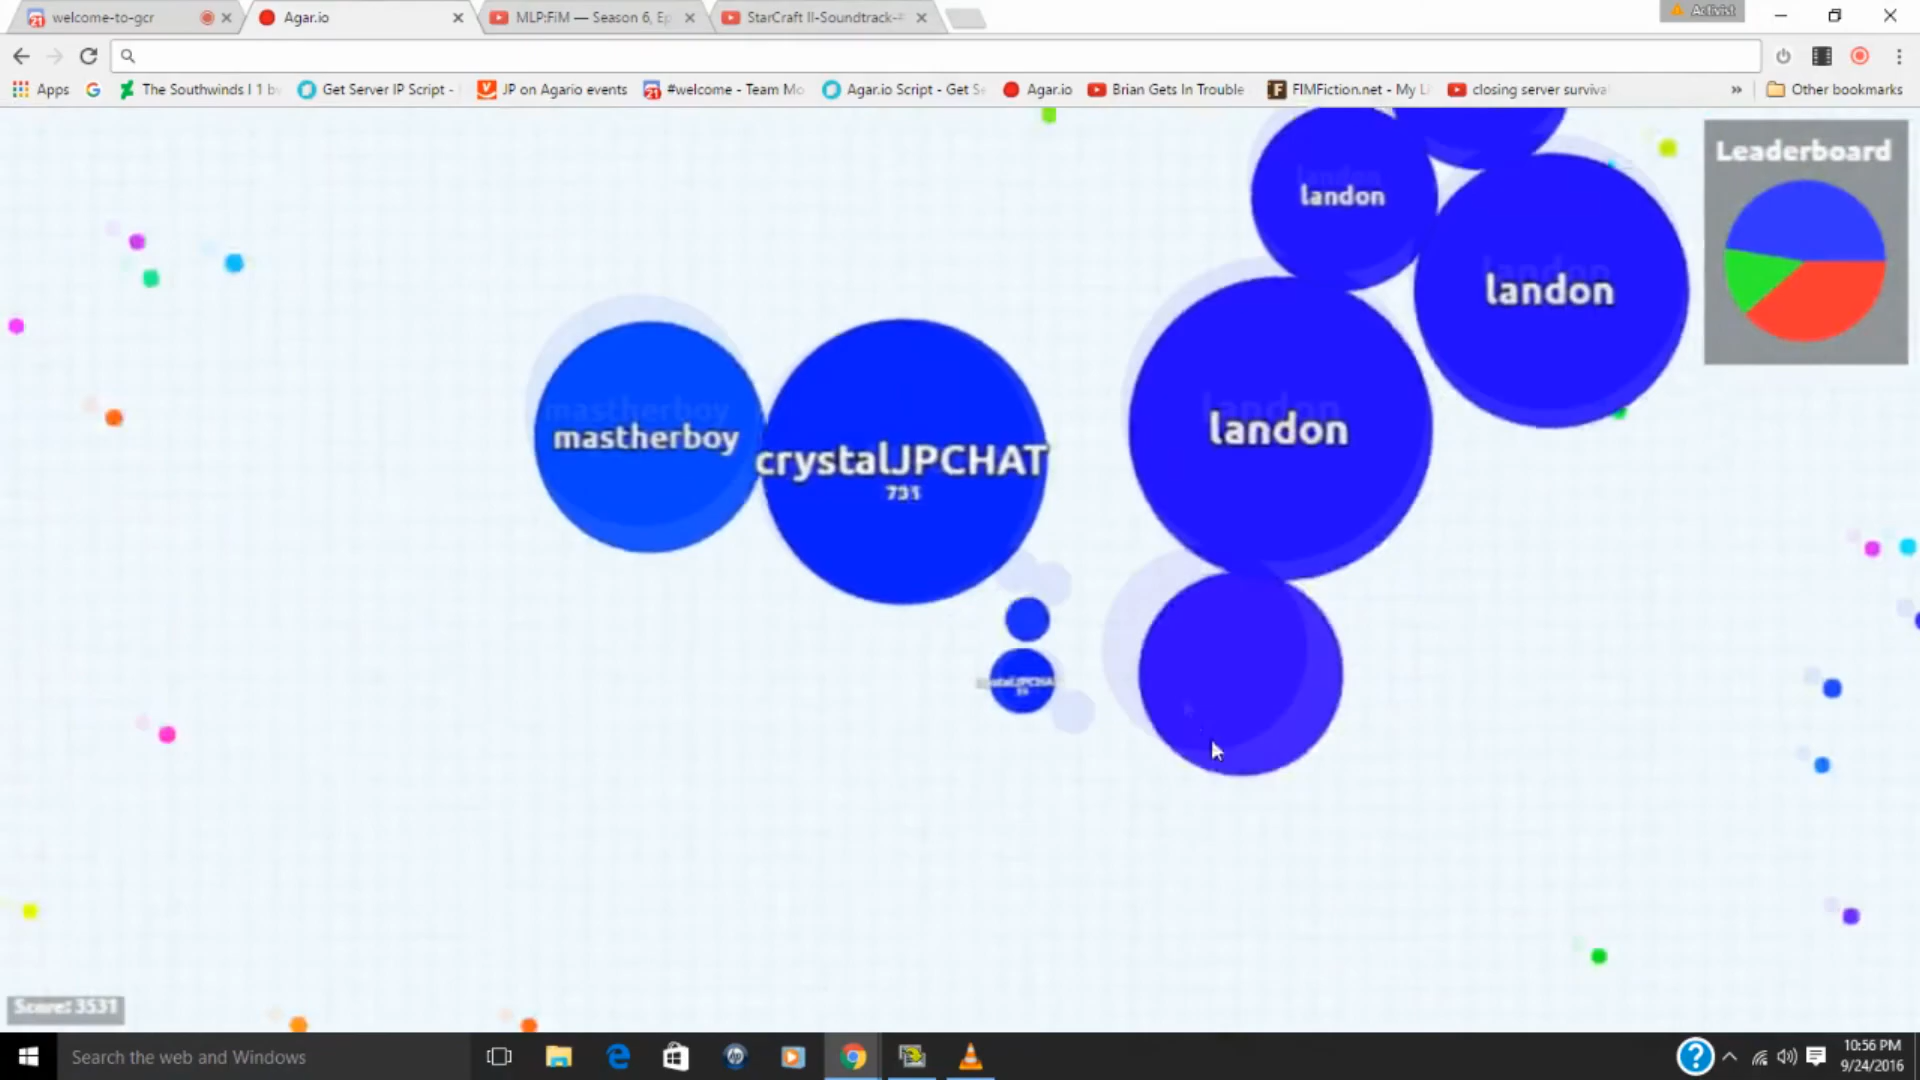 welcome-to-gcr
Agar.io
MLP:FiM — Season 6, Ep
StarCraft II-Soundtrack-
Activist
Apps
The Southwinds I 1 b
Get Server IP Script -
JP on Agario events
#welcome - Team Mo
Agar.io Script - Get S
Agar.io
Brian Gets In Trouble
FIMFiction.net - My L
closing server surviva
»
Other bookmarks
Leaderboard
landon
landon
landon
mastherboy
crystalJPCHAT
Score: 3531
Search the web and Windows
10:56 PM
9/24/2016